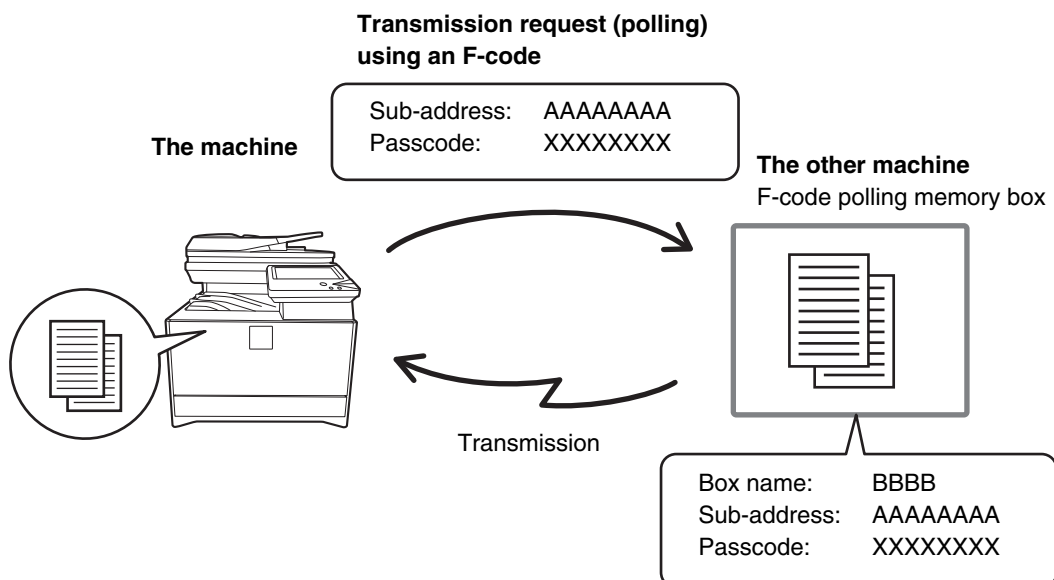 Transmission request (polling)
using an F-code
Sub-address: AAAAAAAA
Passcode: XXXXXXXX
The machine
The other machine
F-code polling memory box
Transmission
Box name: BBBB
Sub-address: AAAAAAAA
Passcode: XXXXXXXX